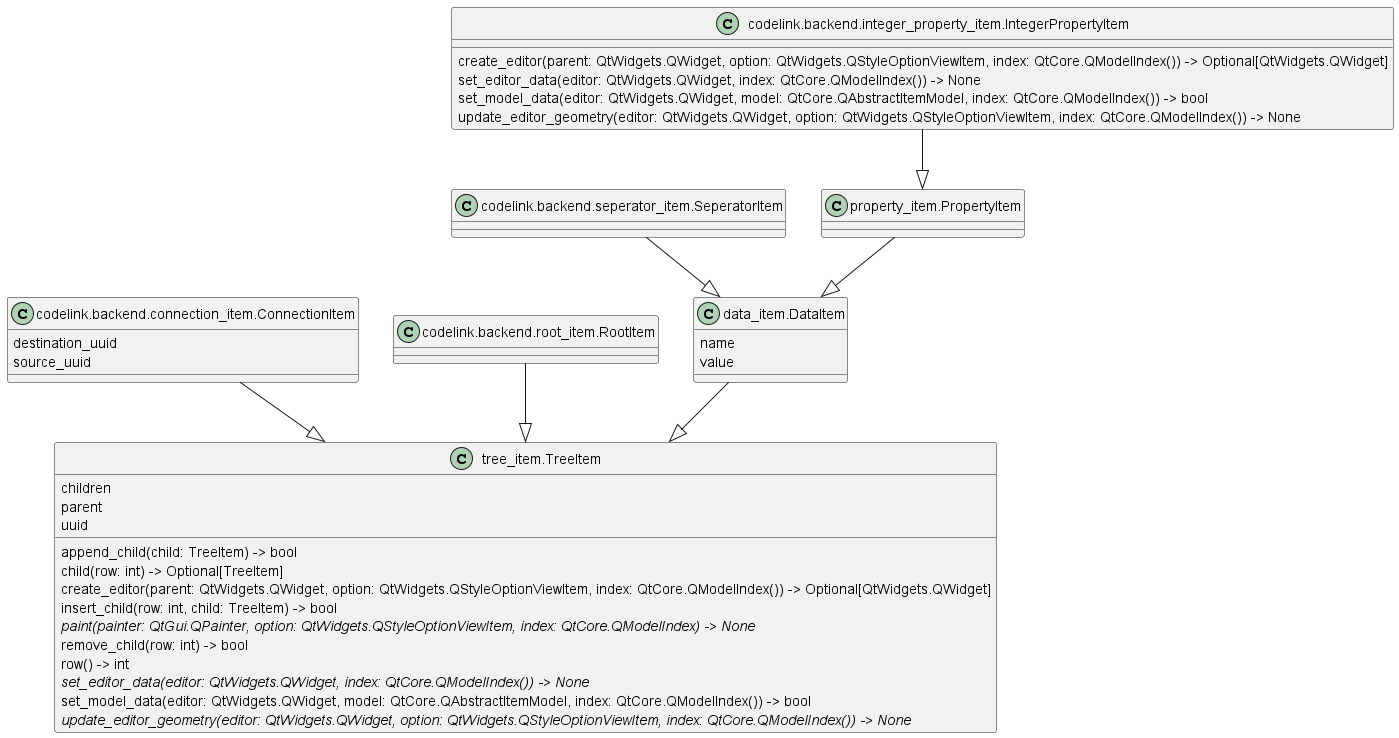 C codelink.backend.integer_property_item.IntegerPropertyItem
create_editor(parent: QtWidgets.QWidget, option: QtWidgets.QStyleOptionViewItem, index: QtCore.QModelIndex()) -> Optional[QtWidgets.QWidget]
set_editor_data(editor: QtWidgets.QWidget, index: QtCore.QModelIndex()) -> None
set_model_data(editor: QtWidgets.QWidget, model: QtCore.QAbstractItemModel, index: QtCore.QModelIndex()) -> bool
update_editor_geometry(editor: QtWidgets.QWidget, option: QtWidgets.QStyleOptionViewItem, index: QtCore.QModelIndex()) -> None
C codelink.backend.seperator_item.SeperatorItem
C property_item.PropertyItem
C codelink.backend.connection_item.ConnectionItem
destination_uuid
source_uuid
C codelink.backend.root_item.RootItem
C data_item.DataItem
name
value
C tree_item.TreeItem
children
parent
uuid
append_child(child: TreeItem) -> bool
child(row: int) -> Optional[TreeItem]
create_editor(parent: QtWidgets.QWidget, option: QtWidgets.QStyleOptionViewItem, index: QtCore.QModelIndex()) -> Optional[QtWidgets.QWidget]
insert_child(row: int, child: TreeItem) -> bool
paint(painter: QtGui.QPainter, option: QtWidgets.QStyleOptionViewItem, index: QtCore.QModelIndex) -> None
remove_child(row: int) -> bool
row() -> int
set_editor_data(editor: QtWidgets.QWidget, index: QtCore.QModelIndex()) -> None
set_model_data(editor: QtWidgets.QWidget, model: QtCore.QAbstractItemModel, index: QtCore.QModelIndex()) -> bool
update_editor_geometry(editor: QtWidgets.QWidget, option: QtWidgets.QStyleOptionViewItem, index: QtCore.QModelIndex()) -> None